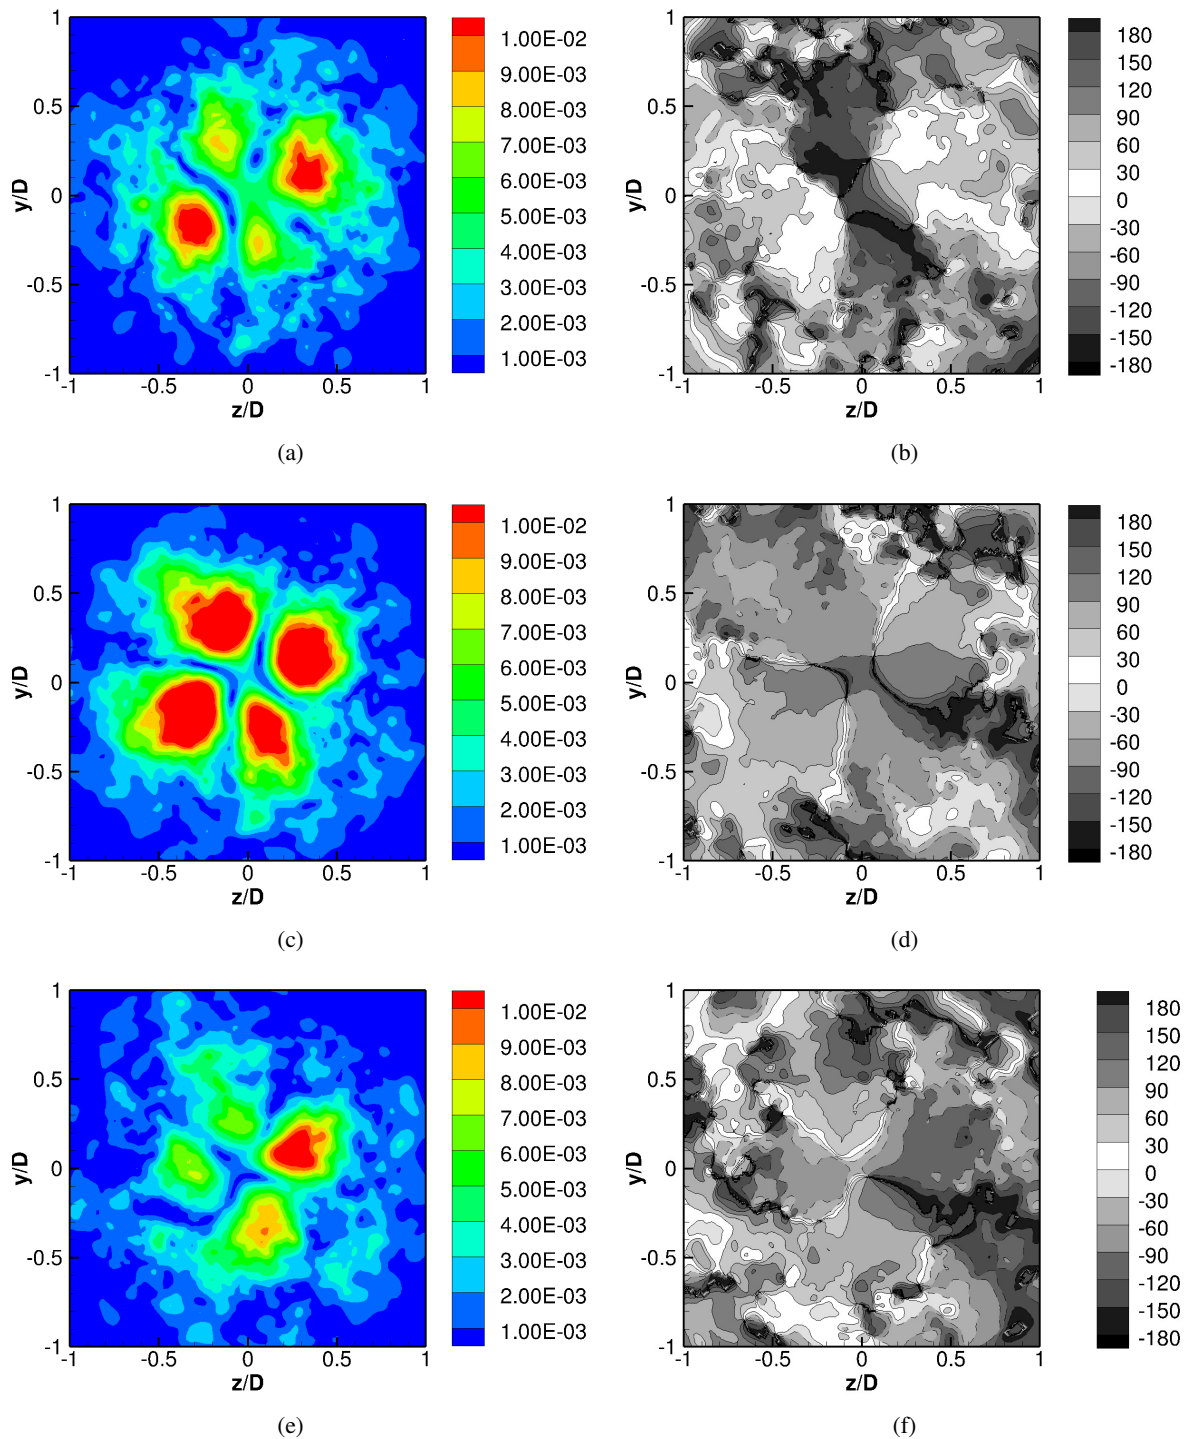 1
0.5
0
-0.5
-1
y/D
-1
-0.5
0
0.5
1
z/D
1.00E-02
9.00E-03
8.00E-03
7.00E-03
6.00E-03
5.00E-03
4.00E-03
3.00E-03
2.00E-03
1.00E-03
(a)
1
0.5
0
-0.5
-1
y/D
-1
-0.5
0
0.5
1
z/D
180
150
120
90
60
30
0
-30
-60
-90
-120
-150
-180
(b)
1
0.5
0
-0.5
-1
y/D
-1
-0.5
0
0.5
1
z/D
1.00E-02
9.00E-03
8.00E-03
7.00E-03
6.00E-03
5.00E-03
4.00E-03
3.00E-03
2.00E-03
1.00E-03
(c)
1
0.5
0
-0.5
-1
y/D
-1
-0.5
0
0.5
1
z/D
180
150
120
90
60
30
0
-30
-60
-90
-120
-150
-180
(d)
1
0.5
0
-0.5
-1
y/D
-1
-0.5
0
0.5
1
z/D
1.00E-02
9.00E-03
8.00E-03
7.00E-03
6.00E-03
5.00E-03
4.00E-03
3.00E-03
2.00E-03
1.00E-03
(e)
1
0.5
0
-0.5
-1
y/D
-1
-0.5
0
0.5
1
z/D
180
150
120
90
60
30
0
-30
-60
-90
-120
-150
-180
(f)